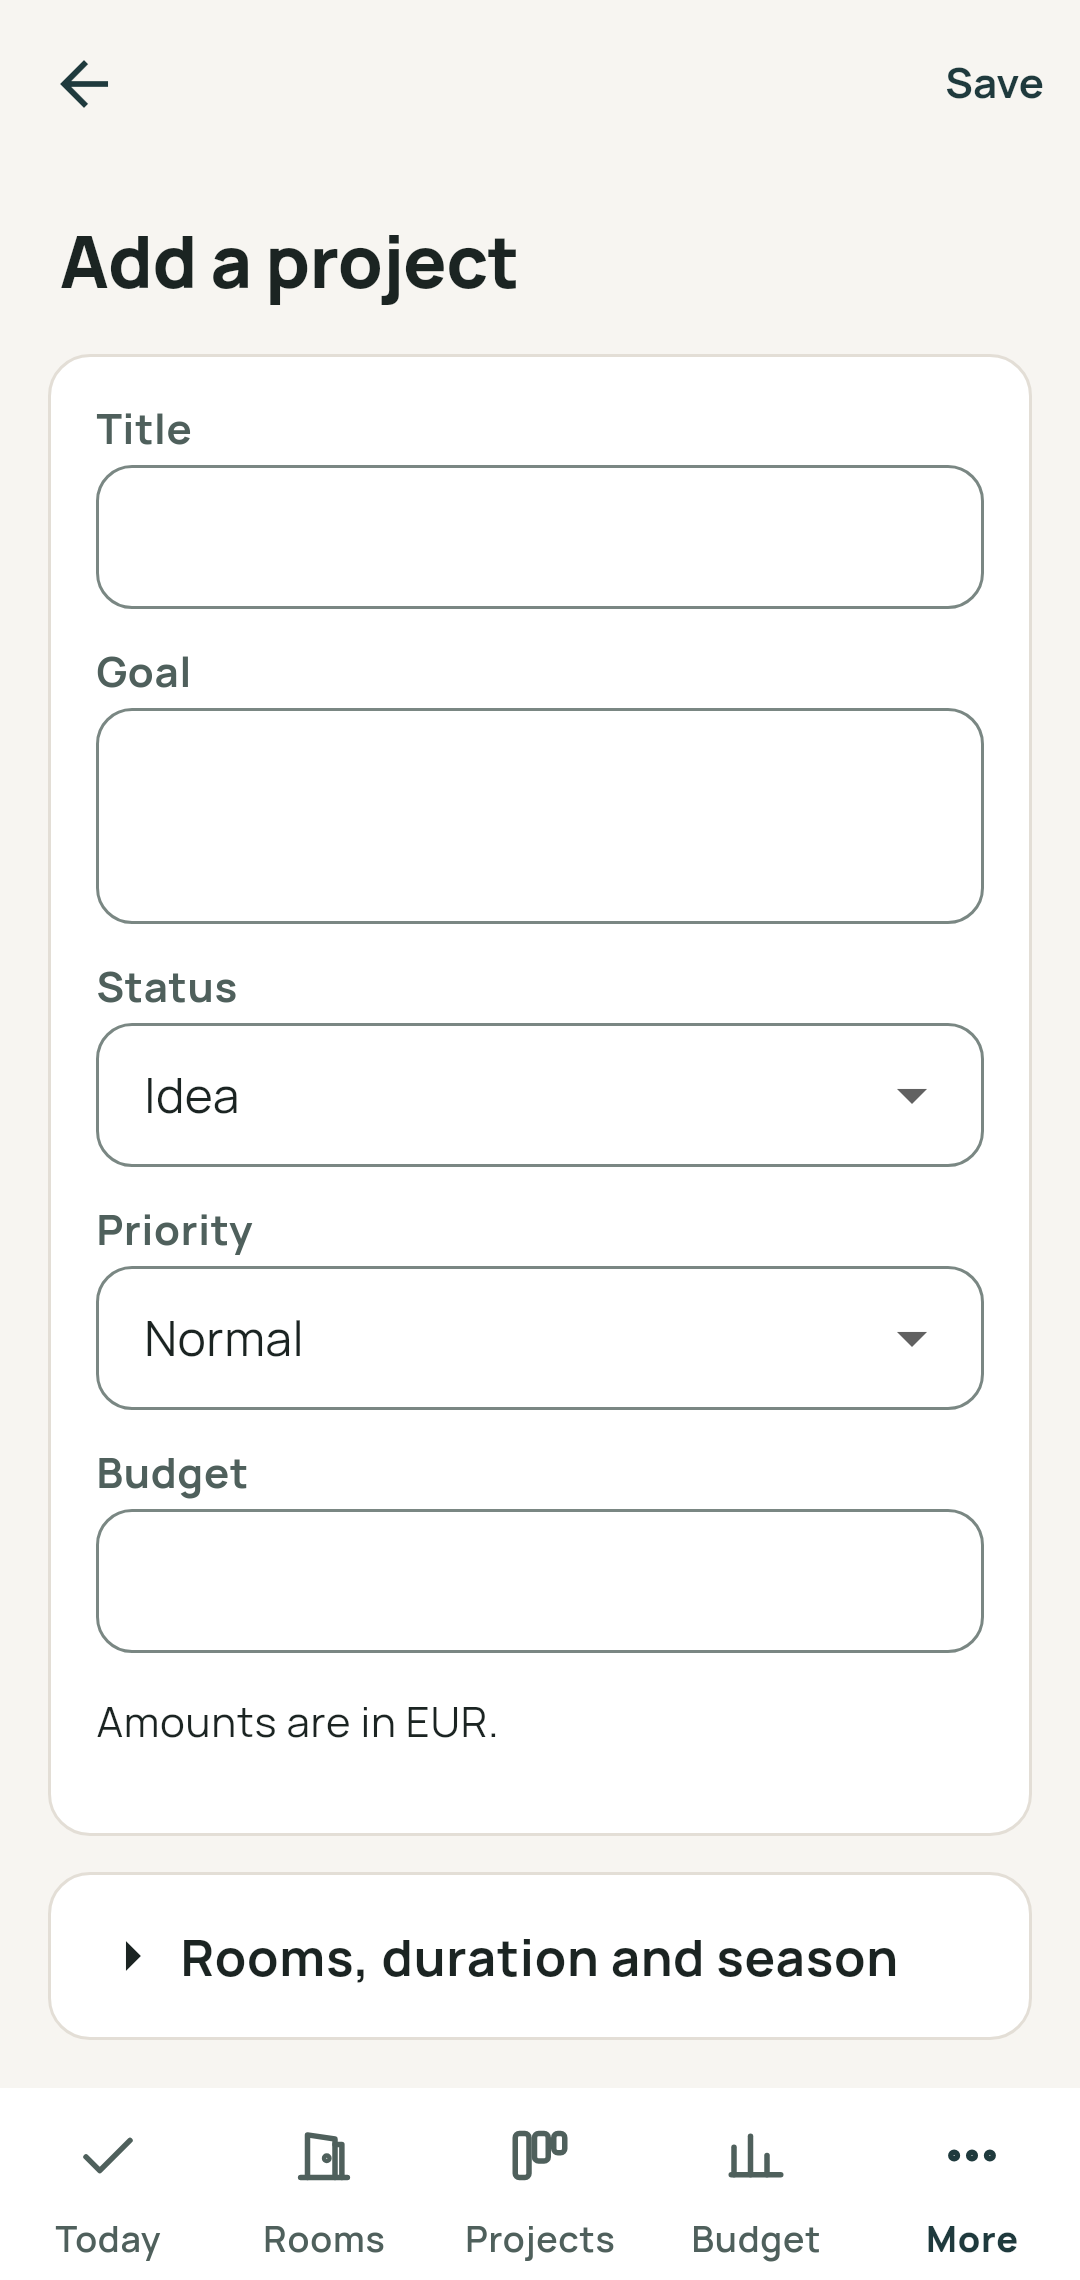 Save
Add a project
Title
Goal
Status
Idea
Priority
Normal
Budget
Amounts are in EUR.
Rooms, duration and season
Today
Rooms
Projects
Budget
More